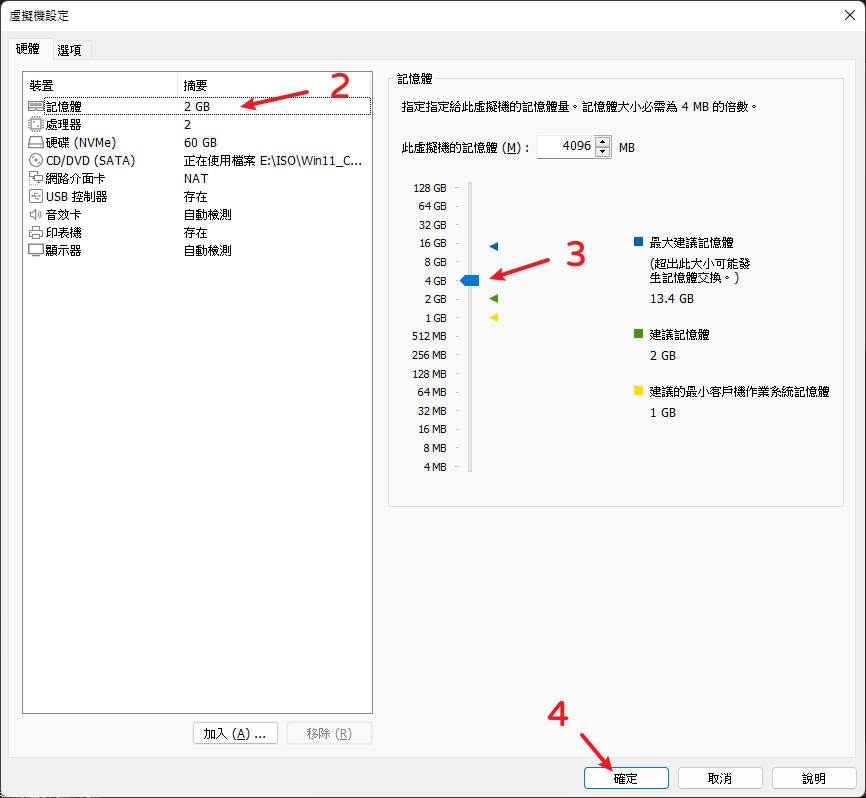 虛擬機設定
硬體 選項
裝置 摘要
記憶體 2 GB
處理器 2
硬碟 (NVMe) 60 GB
CD/DVD (SATA) 正在使用檔案 E:\ISO\Win11_C...
網路介面卡 NAT
USB 控制器 存在
音效卡 自動檢測
印表機 存在
顯示器 自動檢測
2
加入 (A) ...
移除 (R)
記憶體
指定指定給此虛擬機的記憶體量。記憶體大小必需為 4 MB 的倍數。
此虛擬機的記憶體 (M)： 4096 MB
128 GB
64 GB
32 GB
16 GB
8 GB
4 GB
2 GB
1 GB
512 MB
256 MB
128 MB
64 MB
32 MB
16 MB
8 MB
4 MB
3
最大建議記憶體
(超出此大小可能發
生記憶體交換。)
13.4 GB
建議記憶體
2 GB
建議的最小客戶機作業系統記憶體
1 GB
4
確定 取消 說明